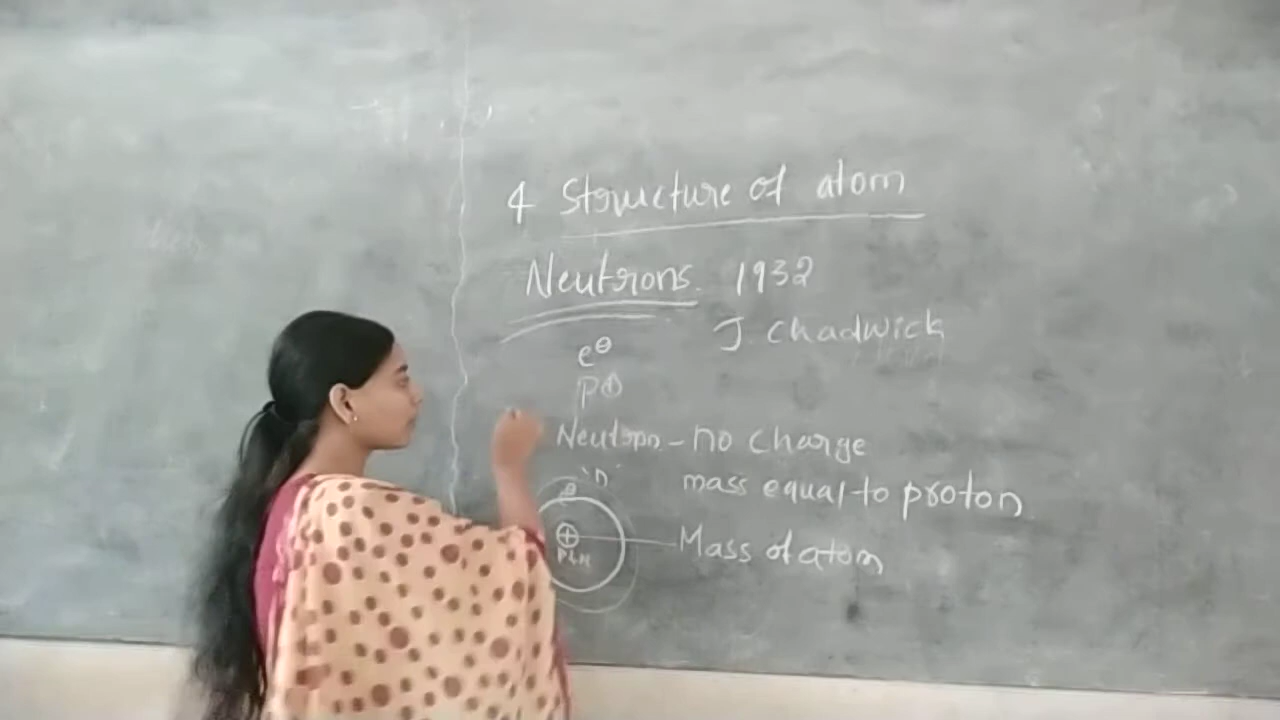 4 Structure of atom
Neutrons. 1932
J. Chadwick
e⊖
p⊕
Neutron - no charge
'n'
mass equal to proton
⊖
⊕
P&N
Mass of atom